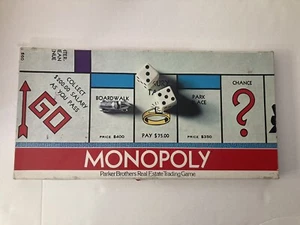 COLLECT
$200.00 SALARY
AS YOU PASS
GO
BOARDWALK
PRICE $400
PAY $75.00
PARK
PLACE
PRICE $350
CHANCE
?
MONOPOLY
Parker Brothers Real Estate Trading Game